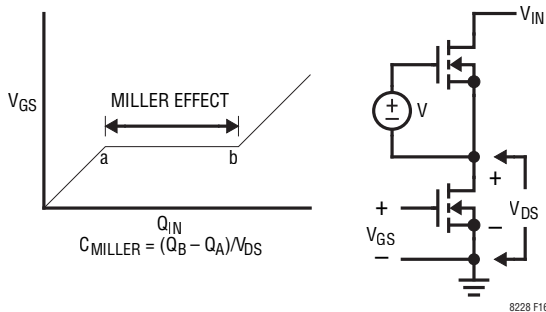 V_GS
MILLER EFFECT
a
b
Q_IN
C_MILLER = (Q_B – Q_A)/V_DS
V_IN
+
–
V
+
V_DS
–
+
V_GS
–
8228 F16